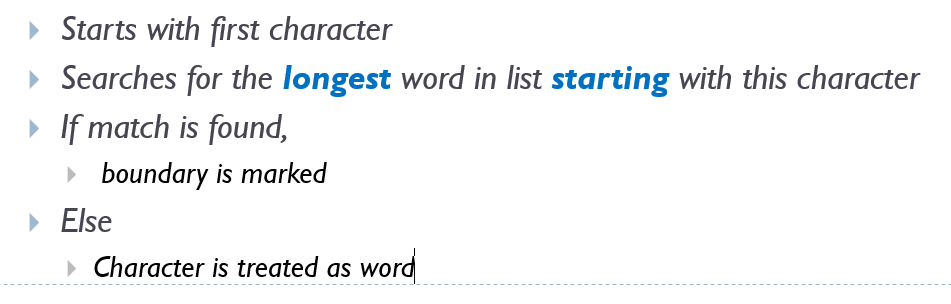 Starts with first character
Searches for the longest word in list starting with this character
If match is found,
boundary is marked
Else
Character is treated as word